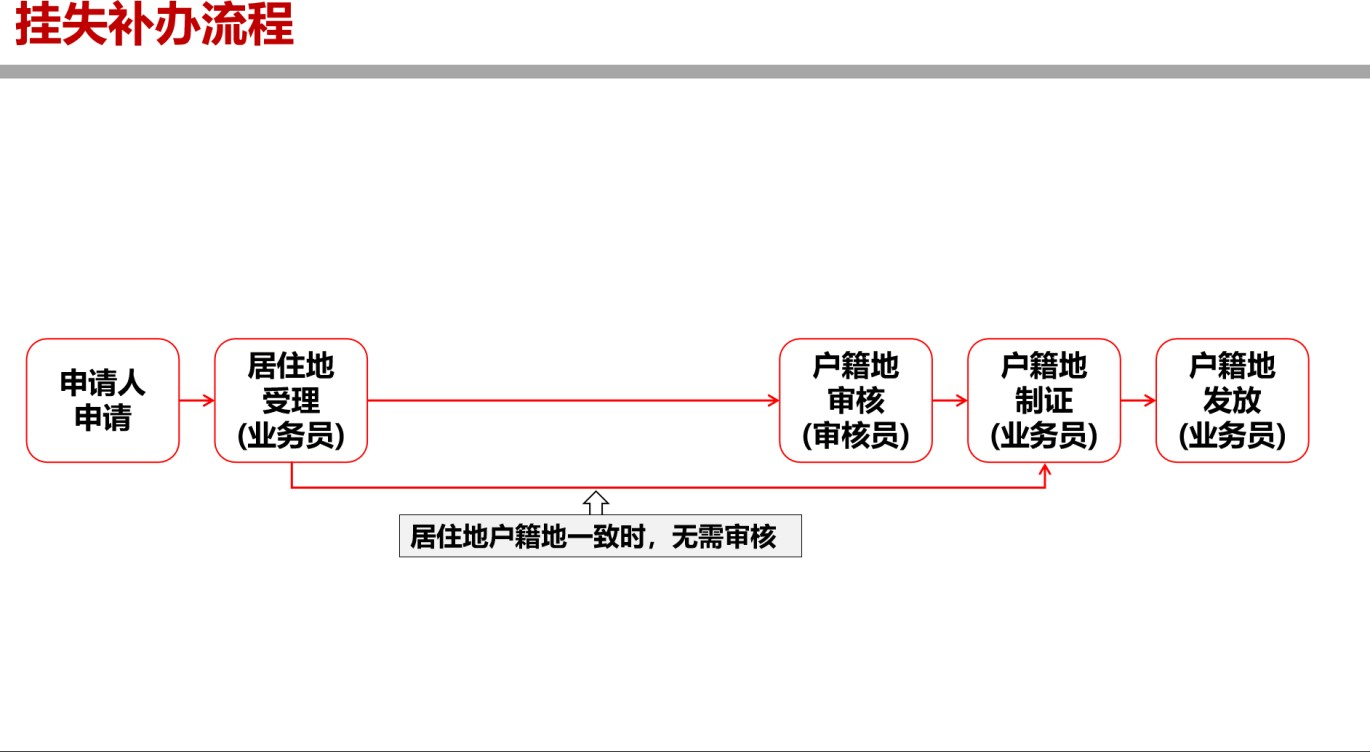 挂失补办流程
申请人
申请
居住地
受理
(业务员)
户籍地
审核
(审核员)
户籍地
制证
(业务员)
户籍地
发放
(业务员)
居住地户籍地一致时，无需审核